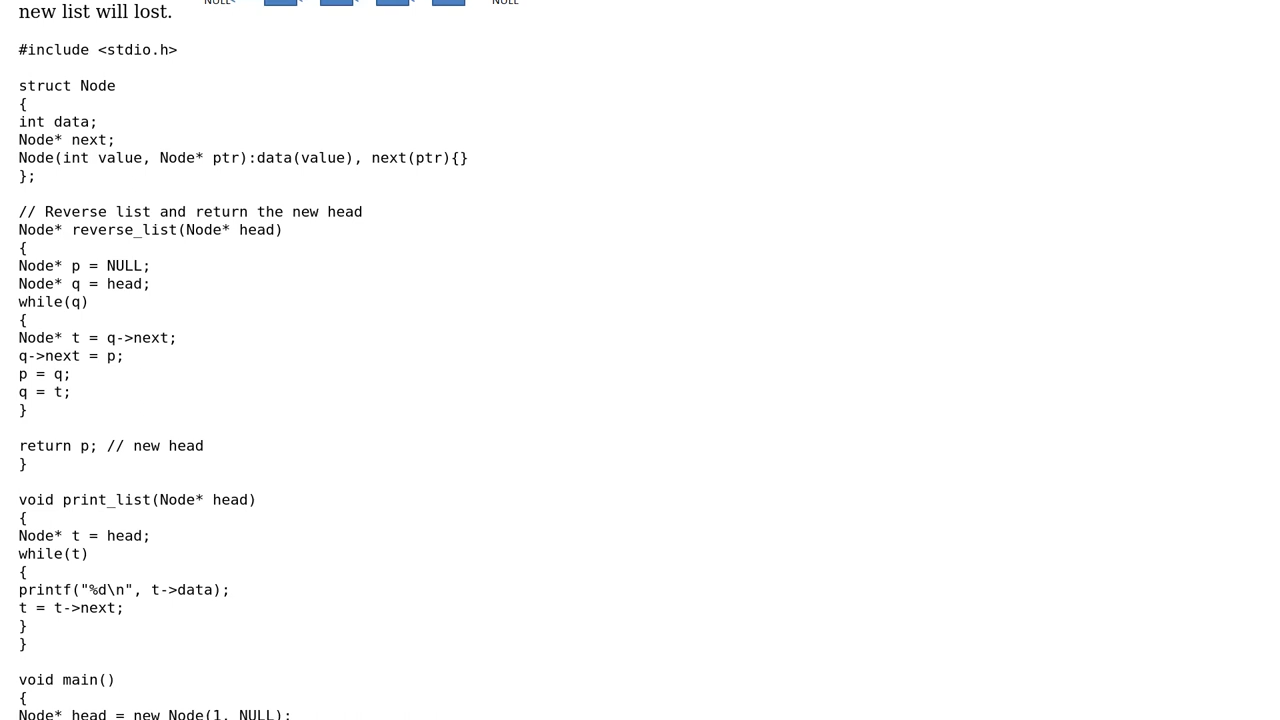 new list will lost.
NULL
NULL
#include <stdio.h>
struct Node
{
int data;
Node* next;
Node(int value, Node* ptr):data(value), next(ptr){}
};
// Reverse list and return the new head
Node* reverse_list(Node* head)
{
Node* p = NULL;
Node* q = head;
while(q)
{
Node* t = q->next;
q->next = p;
p = q;
q = t;
}
return p; // new head
}
void print_list(Node* head)
{
Node* t = head;
while(t)
{
printf("%d\n", t->data);
t = t->next;
}
}
void main()
{
Node* head = new Node(1, NULL);